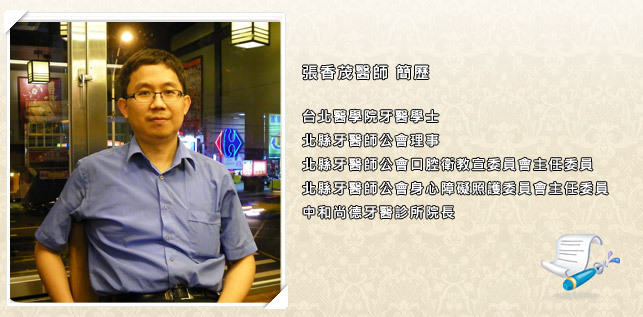 張香茂醫師 簡歷
台北醫學院牙醫學士
北縣牙醫師公會理事
北縣牙醫師公會口腔衛教宣委員會主任委員
北縣牙醫師公會身心障礙照護委員會主任委員
中和尚德牙醫診所院長